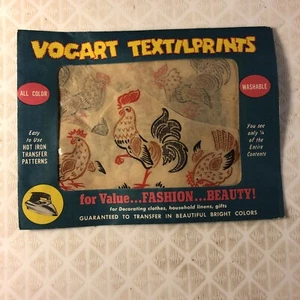 VOGART TEXTILPRINTS
ALL COLOR
WASHABLE
Easy
to Use
HOT IRON
TRANSFER
PATTERNS
You see
only ¼
of the
Entire
Contents
for Value...FASHION...BEAUTY!
for Decorating clothes, household linens, gifts
GUARANTEED TO TRANSFER IN BEAUTIFUL BRIGHT COLORS